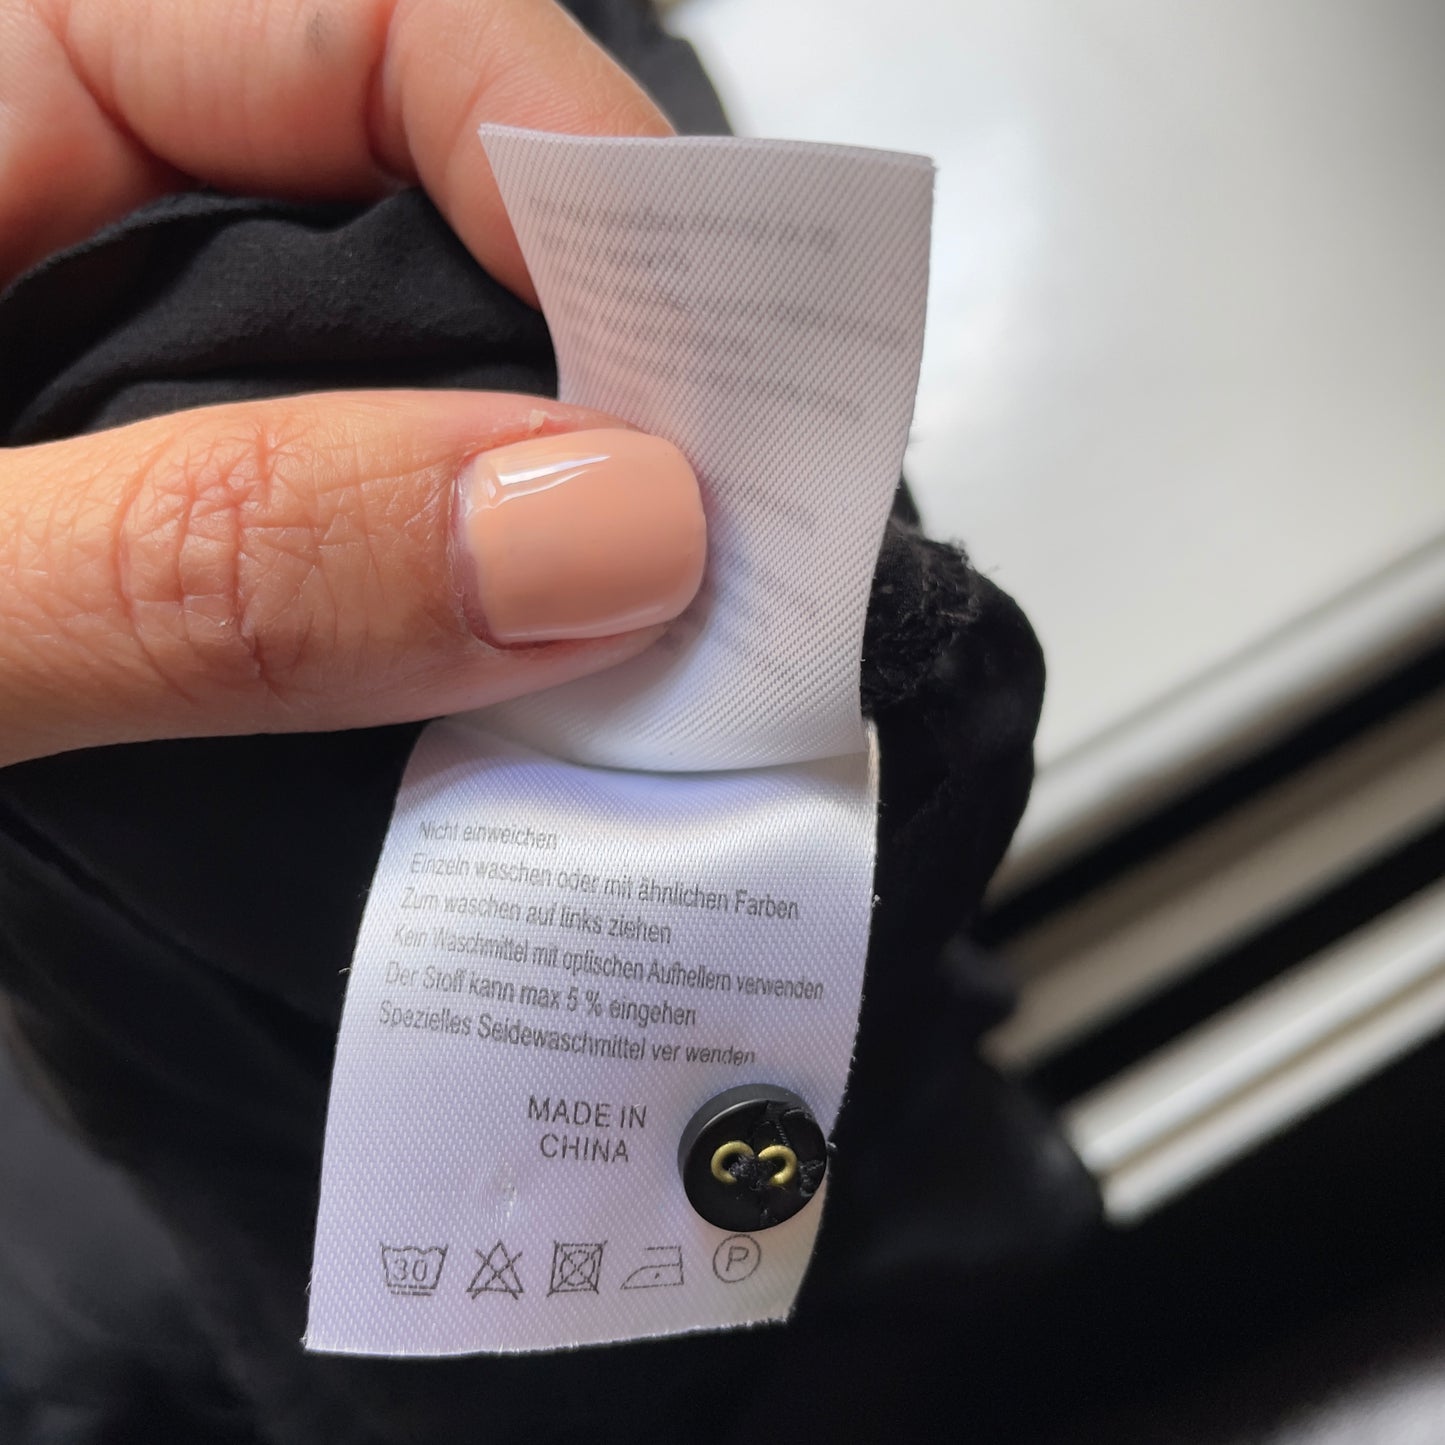 Nicht einweichen
Einzeln waschen oder mit ähnlichen Farben
Zum waschen auf links ziehen
Kein Waschmittel mit optischen Aufhellern verwenden
Der Stoff kann max 5 % eingehen
Spezielles Seidewaschmittel ver wenden
MADE IN
CHINA
30
P